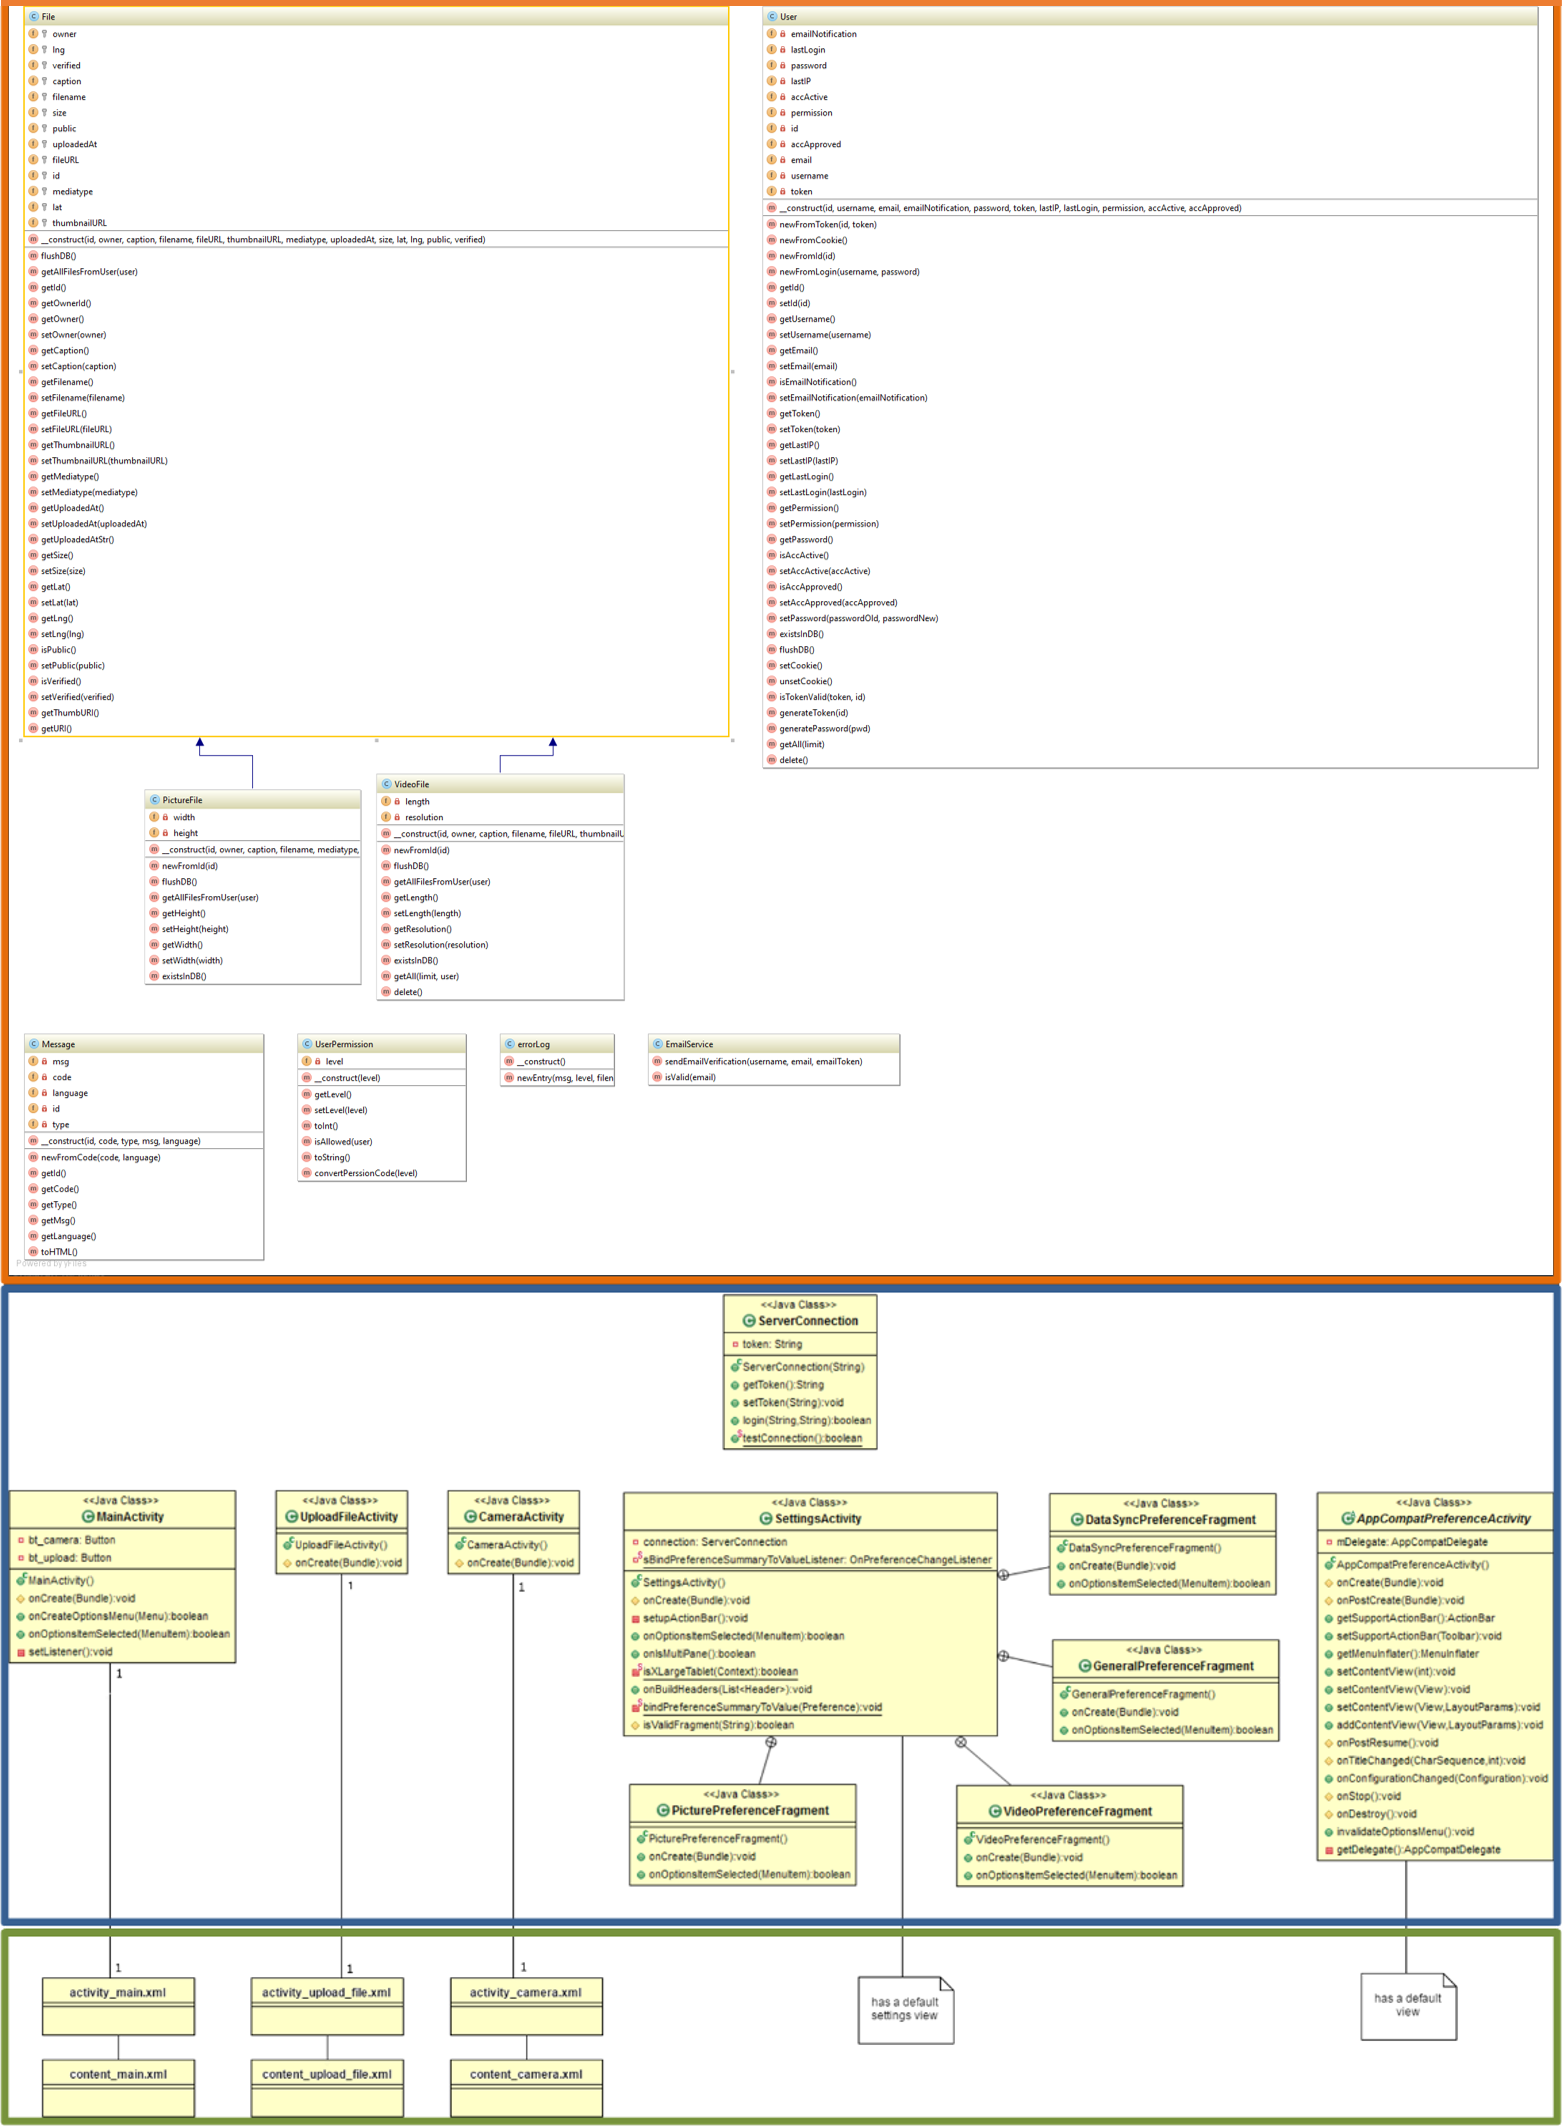 File
owner
lng
verified
caption
filename
size
public
uploadedAt
fileURL
id
mediatype
lat
thumbnailURL
__construct(id, owner, caption, filename, fileURL, thumbnailURL, mediatype, uploadedAt, size, lat, lng, public, verified)
flushDB()
getAllFilesFromUser(user)
getId()
getOwnerId()
getOwner()
setOwner(owner)
getCaption()
setCaption(caption)
getFilename()
setFilename(filename)
getFileURL()
setFileURL(fileURL)
getThumbnailURL()
setThumbnailURL(thumbnailURL)
getMediatype()
setMediatype(mediatype)
getUploadedAt()
setUploadedAt(uploadedAt)
getUploadedAtStr()
getSize()
setSize(size)
getLat()
setLat(lat)
getLng()
setLng(lng)
isPublic()
setPublic(public)
isVerified()
setVerified(verified)
getThumbURI()
getURI()
User
emailNotification
lastLogin
password
lastIP
accActive
permission
id
accApproved
email
username
token
__construct(id, username, email, emailNotification, password, token, lastIP, lastLogin, permission, accActive, accApproved)
newFromToken(id, token)
newFromCookie()
newFromId(id)
newFromLogin(username, password)
getId()
setId(id)
getUsername()
setUsername(username)
getEmail()
setEmail(email)
isEmailNotification()
setEmailNotification(emailNotification)
getToken()
setToken(token)
getLastIP()
setLastIP(lastIP)
getLastLogin()
setLastLogin(lastLogin)
getPermission()
setPermission(permission)
getPassword()
isAccActive()
setAccActive(accActive)
isAccApproved()
setAccApproved(accApproved)
setPassword(passwordOld, passwordNew)
existsInDB()
flushDB()
setCookie()
unsetCookie()
isTokenValid(token, id)
generateToken(id)
generatePassword(pwd)
getAll(limit)
delete()
PictureFile
width
height
__construct(id, owner, caption, filename, mediatype,
newFromId(id)
flushDB()
getAllFilesFromUser(user)
getHeight()
setHeight(height)
getWidth()
setWidth(width)
existsInDB()
VideoFile
length
resolution
__construct(id, owner, caption, filename, fileURL, thumbnailU
newFromId(id)
flushDB()
getAllFilesFromUser(user)
getLength()
setLength(length)
getResolution()
setResolution(resolution)
existsInDB()
getAll(limit, user)
delete()
Message
msg
code
language
id
type
__construct(id, code, type, msg, language)
newFromCode(code, language)
getId()
getCode()
getType()
getMsg()
getLanguage()
toHTML()
UserPermission
level
__construct(level)
getLevel()
setLevel(level)
toInt()
isAllowed(user)
toString()
convertPerssionCode(level)
errorLog
__construct()
newEntry(msg, level, filen
EmailService
sendEmailVerification(username, email, emailToken)
isValid(email)
Powered by yFiles
<<Java Class>>
ServerConnection
token: String
ServerConnection(String)
getToken():String
setToken(String):void
login(String,String):boolean
testConnection():boolean
<<Java Class>>
MainActivity
bt_camera: Button
bt_upload: Button
MainActivity()
onCreate(Bundle):void
onCreateOptionsMenu(Menu):boolean
onOptionsItemSelected(MenuItem):boolean
setListener():void
1
<<Java Class>>
UploadFileActivity
UploadFileActivity()
onCreate(Bundle):void
1
<<Java Class>>
CameraActivity
CameraActivity()
onCreate(Bundle):void
1
<<Java Class>>
SettingsActivity
connection: ServerConnection
sBindPreferenceSummaryToValueListener: OnPreferenceChangeListener
SettingsActivity()
onCreate(Bundle):void
setupActionBar():void
onOptionsItemSelected(MenuItem):boolean
onIsMultiPane():boolean
isXLargeTablet(Context):boolean
onBuildHeaders(List<Header>):void
bindPreferenceSummaryToValue(Preference):void
isValidFragment(String):boolean
<<Java Class>>
DataSyncPreferenceFragment
DataSyncPreferenceFragment()
onCreate(Bundle):void
onOptionsItemSelected(MenuItem):boolean
<<Java Class>>
GeneralPreferenceFragment
GeneralPreferenceFragment()
onCreate(Bundle):void
onOptionsItemSelected(MenuItem):boolean
<<Java Class>>
PicturePreferenceFragment
PicturePreferenceFragment()
onCreate(Bundle):void
onOptionsItemSelected(MenuItem):boolean
<<Java Class>>
VideoPreferenceFragment
VideoPreferenceFragment()
onCreate(Bundle):void
onOptionsItemSelected(MenuItem):boolean
<<Java Class>>
AppCompatPreferenceActivity
mDelegate: AppCompatDelegate
AppCompatPreferenceActivity()
onCreate(Bundle):void
onPostCreate(Bundle):void
getSupportActionBar():ActionBar
setSupportActionBar(Toolbar):void
getMenuInflater():MenuInflater
setContentView(int):void
setContentView(View):void
setContentView(View,LayoutParams):void
addContentView(View,LayoutParams):void
onPostResume():void
onTitleChanged(CharSequence,int):void
onConfigurationChanged(Configuration):void
onStop():void
onDestroy():void
invalidateOptionsMenu():void
getDelegate():AppCompatDelegate
1
activity_main.xml
content_main.xml
1
activity_upload_file.xml
content_upload_file.xml
1
activity_camera.xml
content_camera.xml
has a default
settings view
has a default
view